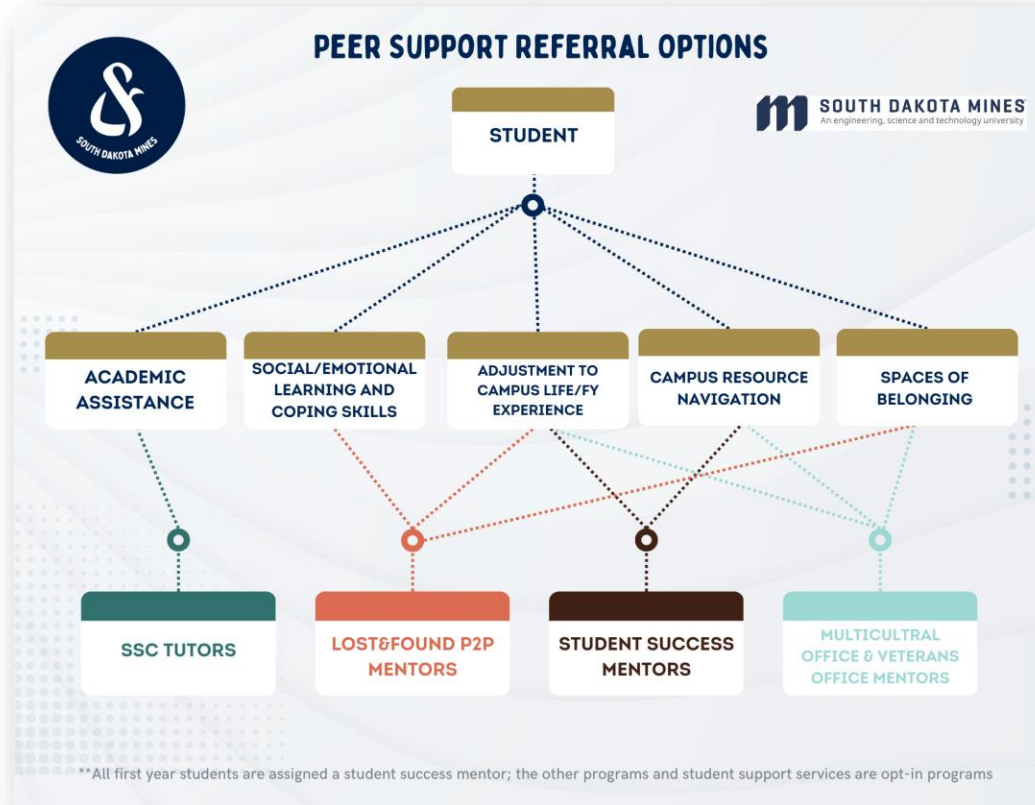 PEER SUPPORT REFERRAL OPTIONS
SOUTH DAKOTA MINES
SOUTH DAKOTA MINES
An engineering, science and technology university
STUDENT
ACADEMIC
ASSISTANCE
SOCIAL/EMOTIONAL
LEARNING AND
COPING SKILLS
ADJUSTMENT TO
CAMPUS LIFE/FY
EXPERIENCE
CAMPUS RESOURCE
NAVIGATION
SPACES OF
BELONGING
SSC TUTORS
LOST&FOUND P2P
MENTORS
STUDENT SUCCESS
MENTORS
MULTICULTRAL
OFFICE & VETERANS
OFFICE MENTORS
**All first year students are assigned a student success mentor; the other programs and student support services are opt-in programs